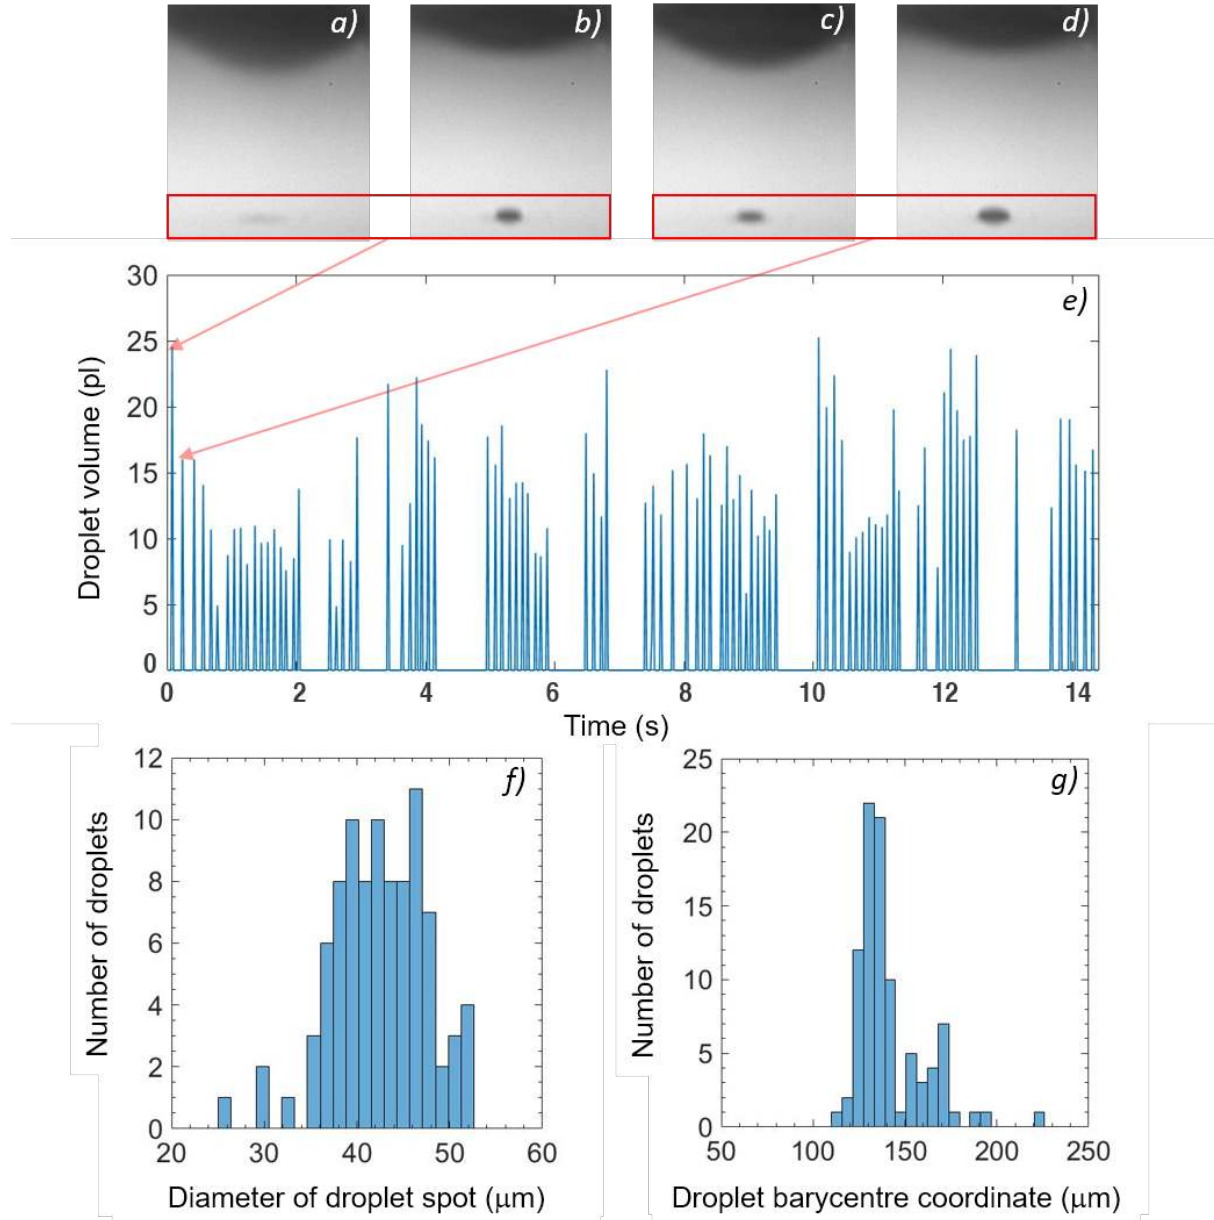 a)
b)
c)
d)
e)
30
25
20
15
10
5
0
Droplet volume (pl)
0 2 4 6 8 10 12 14
Time (s)
f)
12
10
8
6
4
2
0
Number of droplets
20 30 40 50 60
Diameter of droplet spot (μm)
g)
25
20
15
10
5
0
Number of droplets
50 100 150 200 250
Droplet barycentre coordinate (μm)